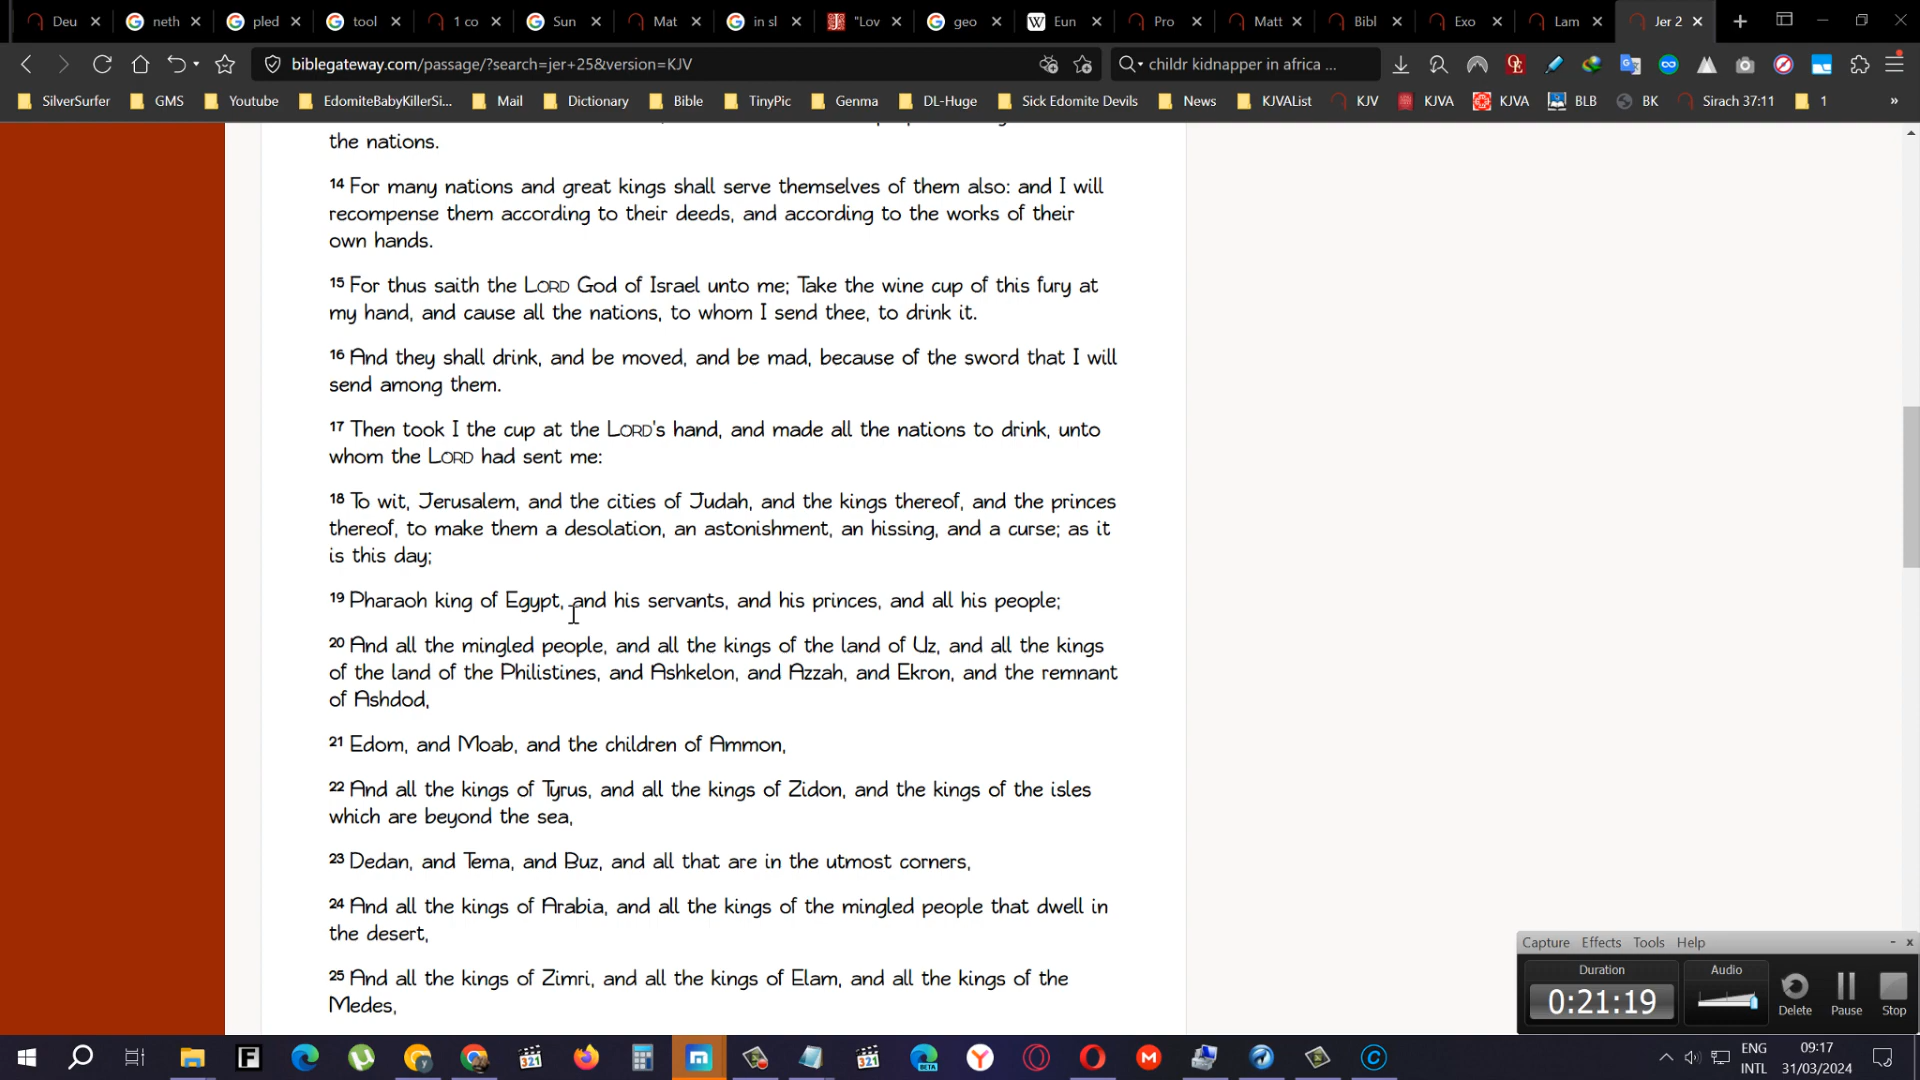 Deu
neth
pled
tool
1 co
Sun
Mat
in sl
"Lov
geo
Eun
Pro
Matt
Bibl
Exo
Lam
Jer 2
biblegateway.com/passage/?search=jer+25&version=KJV
childr kidnapper in africa ...
SilverSurfer
GMS
Youtube
EdomiteBabyKillerSi...
Mail
Dictionary
Bible
TinyPic
Genma
DL-Huge
Sick Edomite Devils
News
KJVAList
KJV
KJVA
KJVA
BLB
BK
Sirach 37:11
1
the nations.
14 For many nations and great kings shall serve themselves of them also: and I will
recompense them according to their deeds, and according to the works of their
own hands.
15 For thus saith the LORD God of Israel unto me; Take the wine cup of this fury at
my hand, and cause all the nations, to whom I send thee, to drink it.
16 And they shall drink, and be moved, and be mad, because of the sword that I will
send among them.
17 Then took I the cup at the LORD's hand, and made all the nations to drink, unto
whom the LORD had sent me:
18 To wit, Jerusalem, and the cities of Judah, and the kings thereof, and the princes
thereof, to make them a desolation, an astonishment, an hissing, and a curse; as it
is this day;
19 Pharaoh king of Egypt, and his servants, and his princes, and all his people;
20 And all the mingled people, and all the kings of the land of Uz, and all the kings
of the land of the Philistines, and Ashkelon, and Azzah, and Ekron, and the remnant
of Ashdod,
21 Edom, and Moab, and the children of Ammon,
22 And all the kings of Tyrus, and all the kings of Zidon, and the kings of the isles
which are beyond the sea,
23 Dedan, and Tema, and Buz, and all that are in the utmost corners,
24 And all the kings of Arabia, and all the kings of the mingled people that dwell in
the desert,
25 And all the kings of Zimri, and all the kings of Elam, and all the kings of the
Medes,
Capture Effects Tools Help
Duration
0:21:19
Audio
Delete
Pause
Stop
ENG
INTL
09:17
31/03/2024